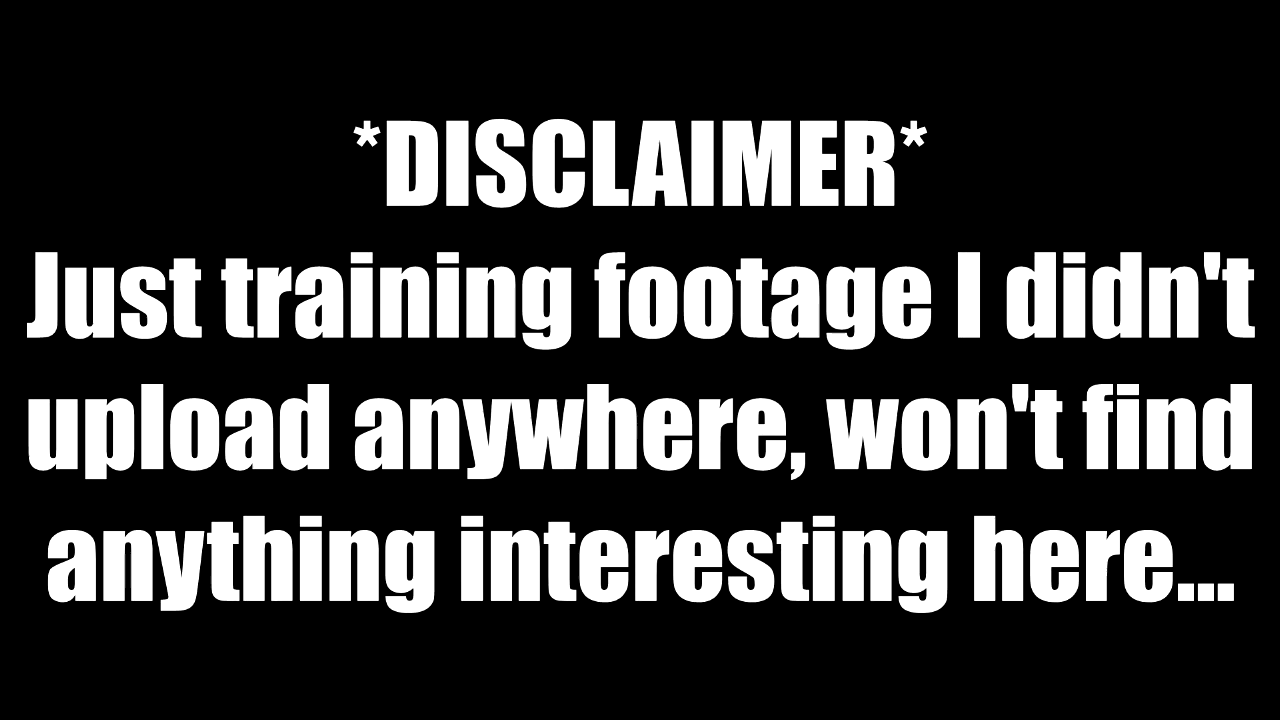 *DISCLAIMER*
Just training footage I didn't
upload anywhere, won't find
anything interesting here...